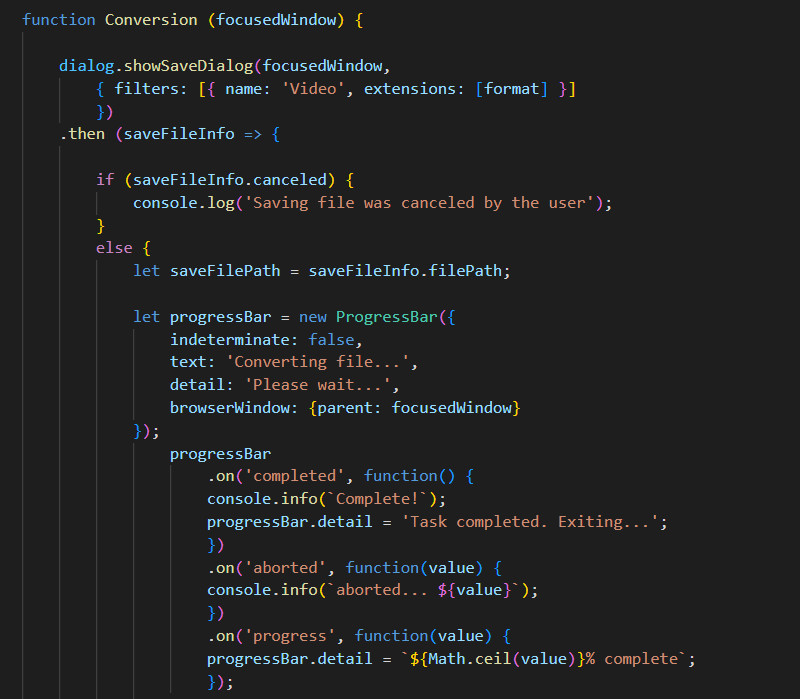 function Conversion (focusedWindow) {
dialog.showSaveDialog(focusedWindow,
{ filters: [{ name: 'Video', extensions: [format] }]
})
.then (saveFileInfo => {
if (saveFileInfo.canceled) {
console.log('Saving file was canceled by the user');
}
else {
let saveFilePath = saveFileInfo.filePath;
let progressBar = new ProgressBar({
indeterminate: false,
text: 'Converting file...',
detail: 'Please wait...',
browserWindow: {parent: focusedWindow}
});
progressBar
.on('completed', function() {
console.info(`Complete!`);
progressBar.detail = 'Task completed. Exiting...';
})
.on('aborted', function(value) {
console.info(`aborted... ${value}`);
})
.on('progress', function(value) {
progressBar.detail = `${Math.ceil(value)}% complete`;
});